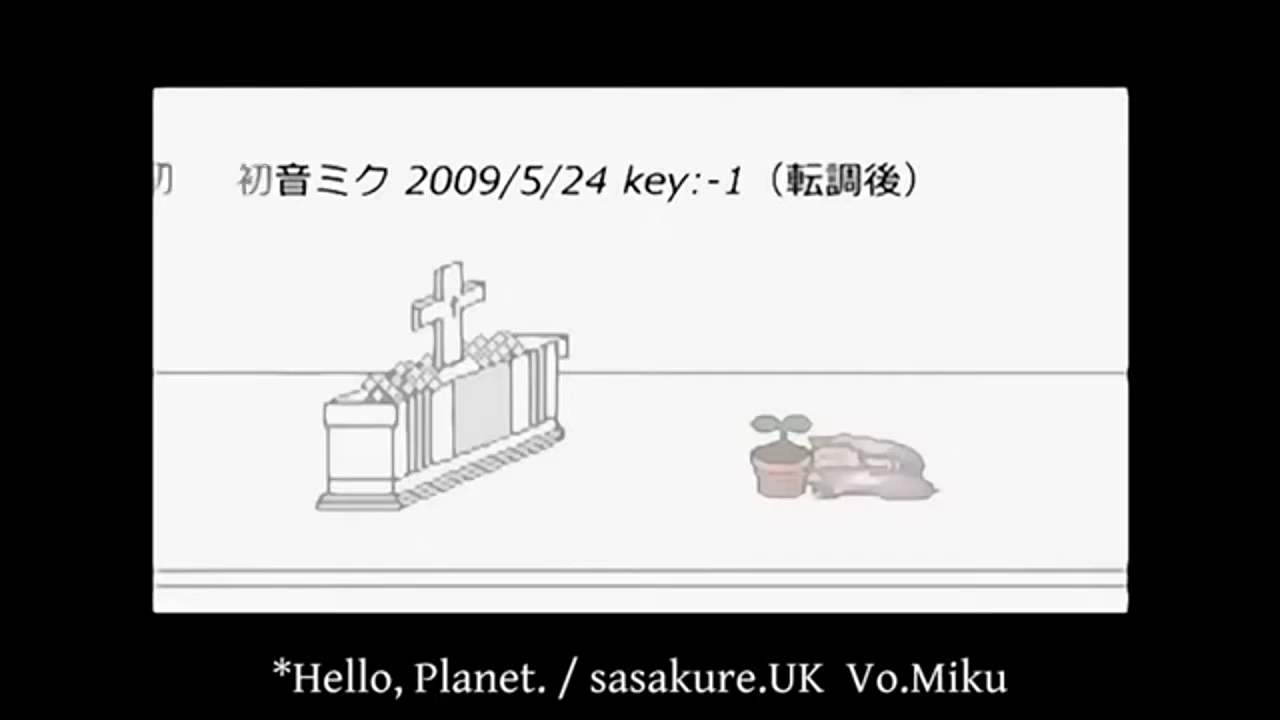 初音ミク 2009/5/24 key:-1（転調後）
*Hello, Planet. / sasakure.UK Vo.Miku